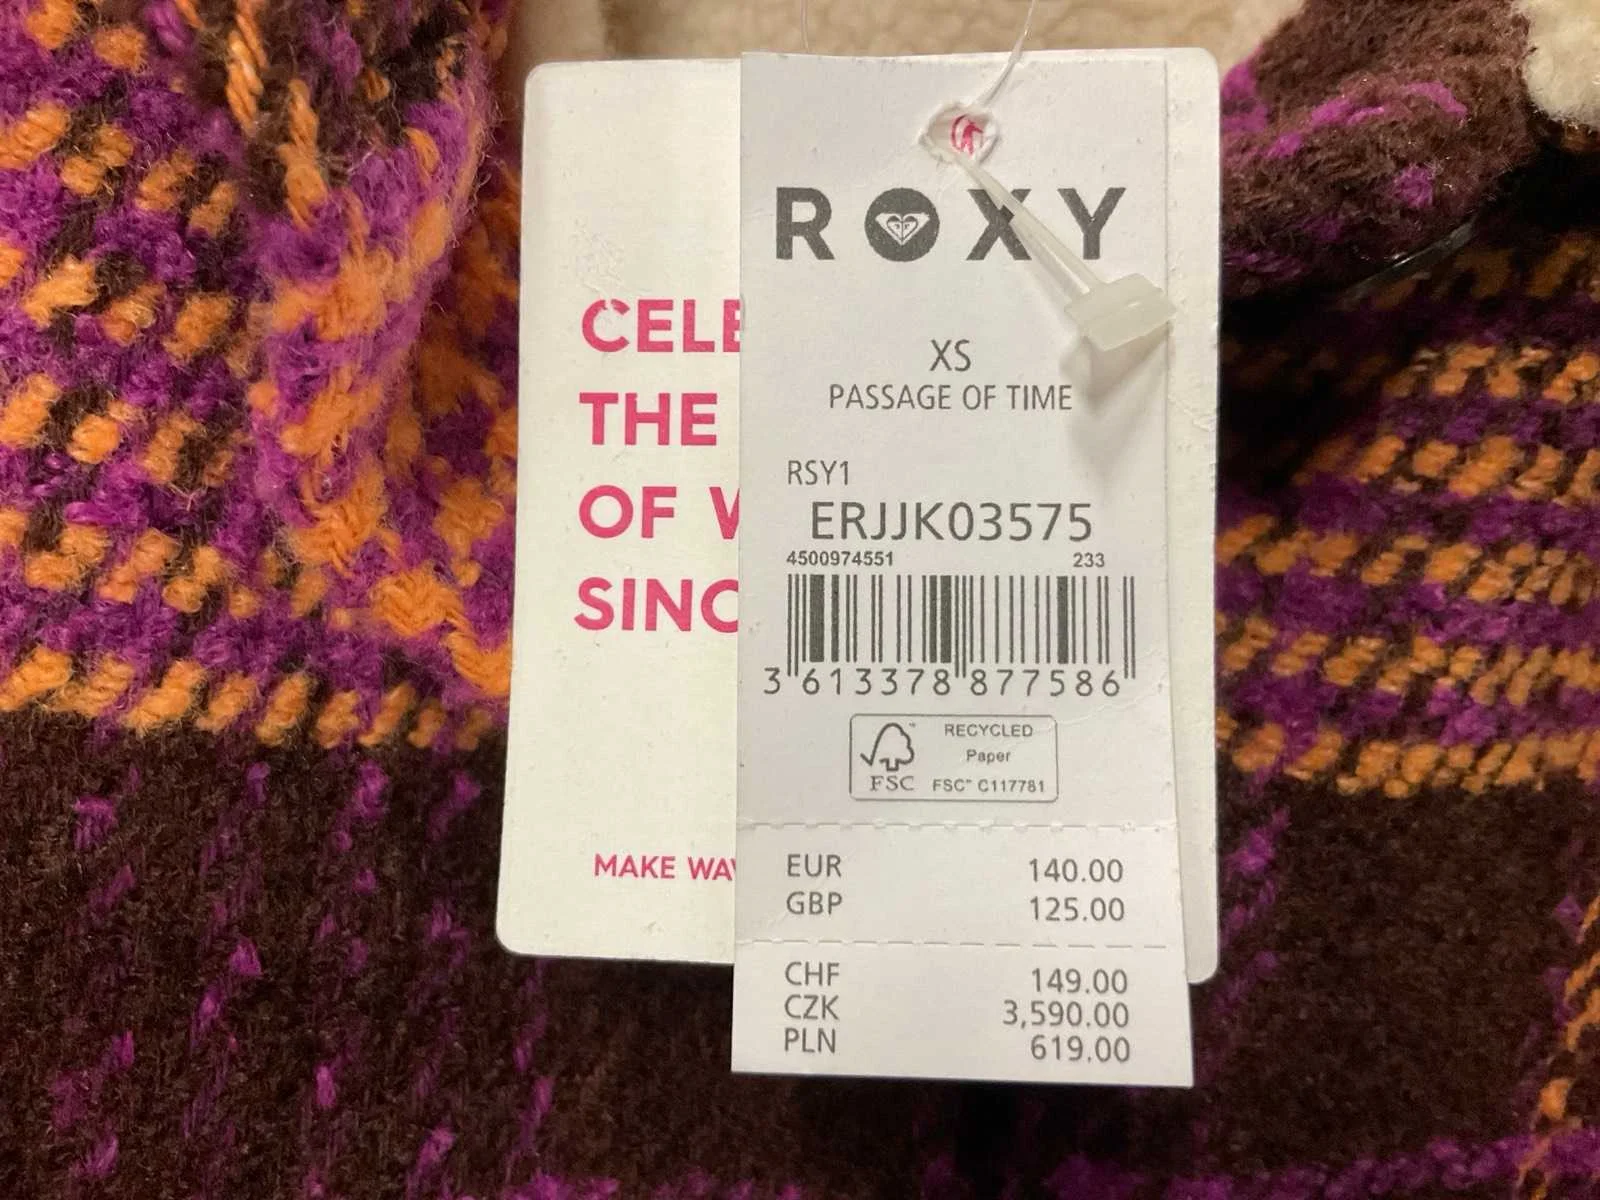 CELE
THE
OF
SINC
MAKE WAV
ROXY
XS
PASSAGE OF TIME
RSY1
ERJJK03575
4500974551 233
3 613378 877586
RECYCLED
Paper
FSC FSC™ C117781
EUR 140.00
GBP 125.00
CHF 149.00
CZK 3,590.00
PLN 619.00